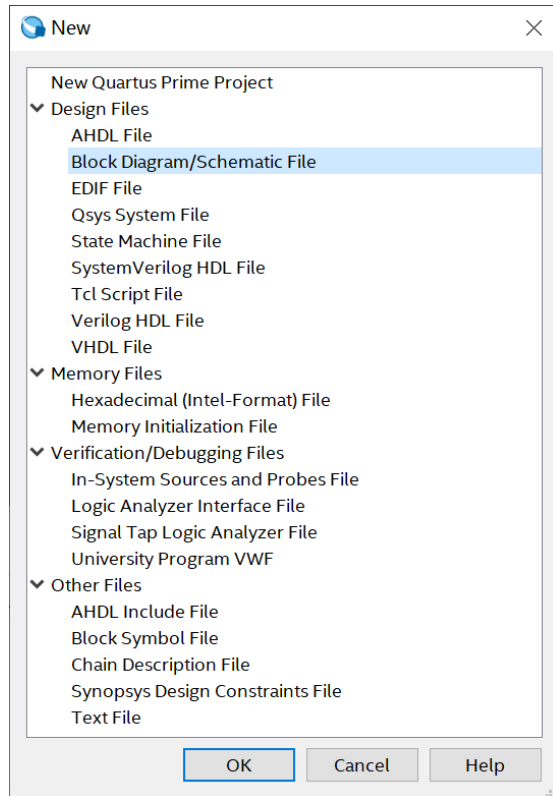 New
New Quartus Prime Project
Design Files
AHDL File
Block Diagram/Schematic File
EDIF File
Qsys System File
State Machine File
SystemVerilog HDL File
Tcl Script File
Verilog HDL File
VHDL File
Memory Files
Hexadecimal (Intel-Format) File
Memory Initialization File
Verification/Debugging Files
In-System Sources and Probes File
Logic Analyzer Interface File
Signal Tap Logic Analyzer File
University Program VWF
Other Files
AHDL Include File
Block Symbol File
Chain Description File
Synopsys Design Constraints File
Text File
OK Cancel Help